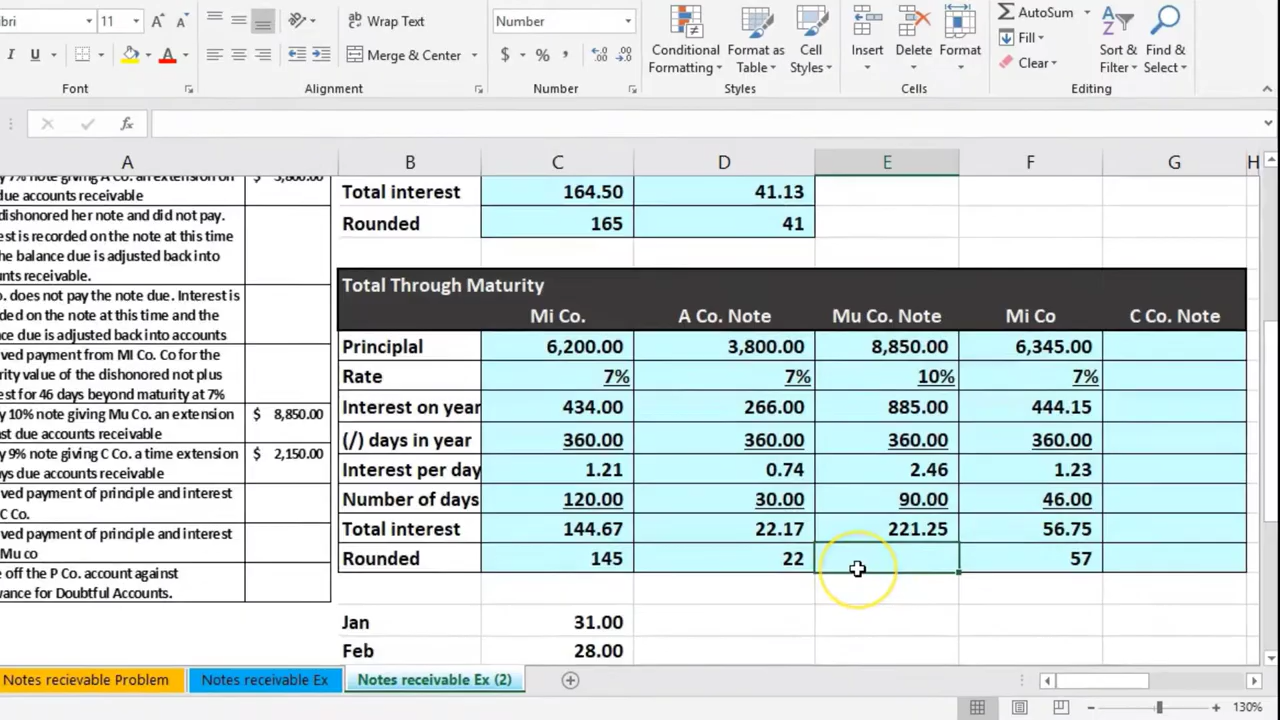 bri 11 A A Wrap Text Number AutoSum
I U A Merge & Center $ % , Conditional Formatting Format as Table Cell Styles Insert Delete Format Fill Clear Sort & Filter Find & Select
Font Alignment Number Styles Cells Editing
fx
A B C D E F G H
Total interest 164.50 41.13
Rounded 165 41
Total Through Maturity
Mi Co. A Co. Note Mu Co. Note Mi Co C Co. Note
Principlal 6,200.00 3,800.00 8,850.00 6,345.00
Rate 7% 7% 10% 7%
Interest on year 434.00 266.00 885.00 444.15
(/) days in year 360.00 360.00 360.00 360.00
Interest per day 1.21 0.74 2.46 1.23
Number of days 120.00 30.00 90.00 46.00
Total interest 144.67 22.17 221.25 56.75
Rounded 145 22 57
Jan 31.00
Feb 28.00
y 7% note giving A Co. an extension on $ 3,800.00
due accounts receivable
dishonored her note and did not pay.
est is recorded on the note at this time
he balance due is adjusted back into
unts receivable.
o. does not pay the note due. Interest is
ded on the note at this time and the
nce due is adjusted back into accounts
ved payment from MI Co. Co for the
rity value of the dishonored not plus
est for 46 days beyond maturity at 7%
y 10% note giving Mu Co. an extension $ 8,850.00
ast due accounts receivable
y 9% note giving C Co. a time extension $ 2,150.00
ays due accounts receivable
ved payment of principle and interest
C Co.
ved payment of principle and interest
Mu co
e off the P Co. account against
vance for Doubtful Accounts.
Notes recievable Problem Notes receivable Ex Notes receivable Ex (2)
130%